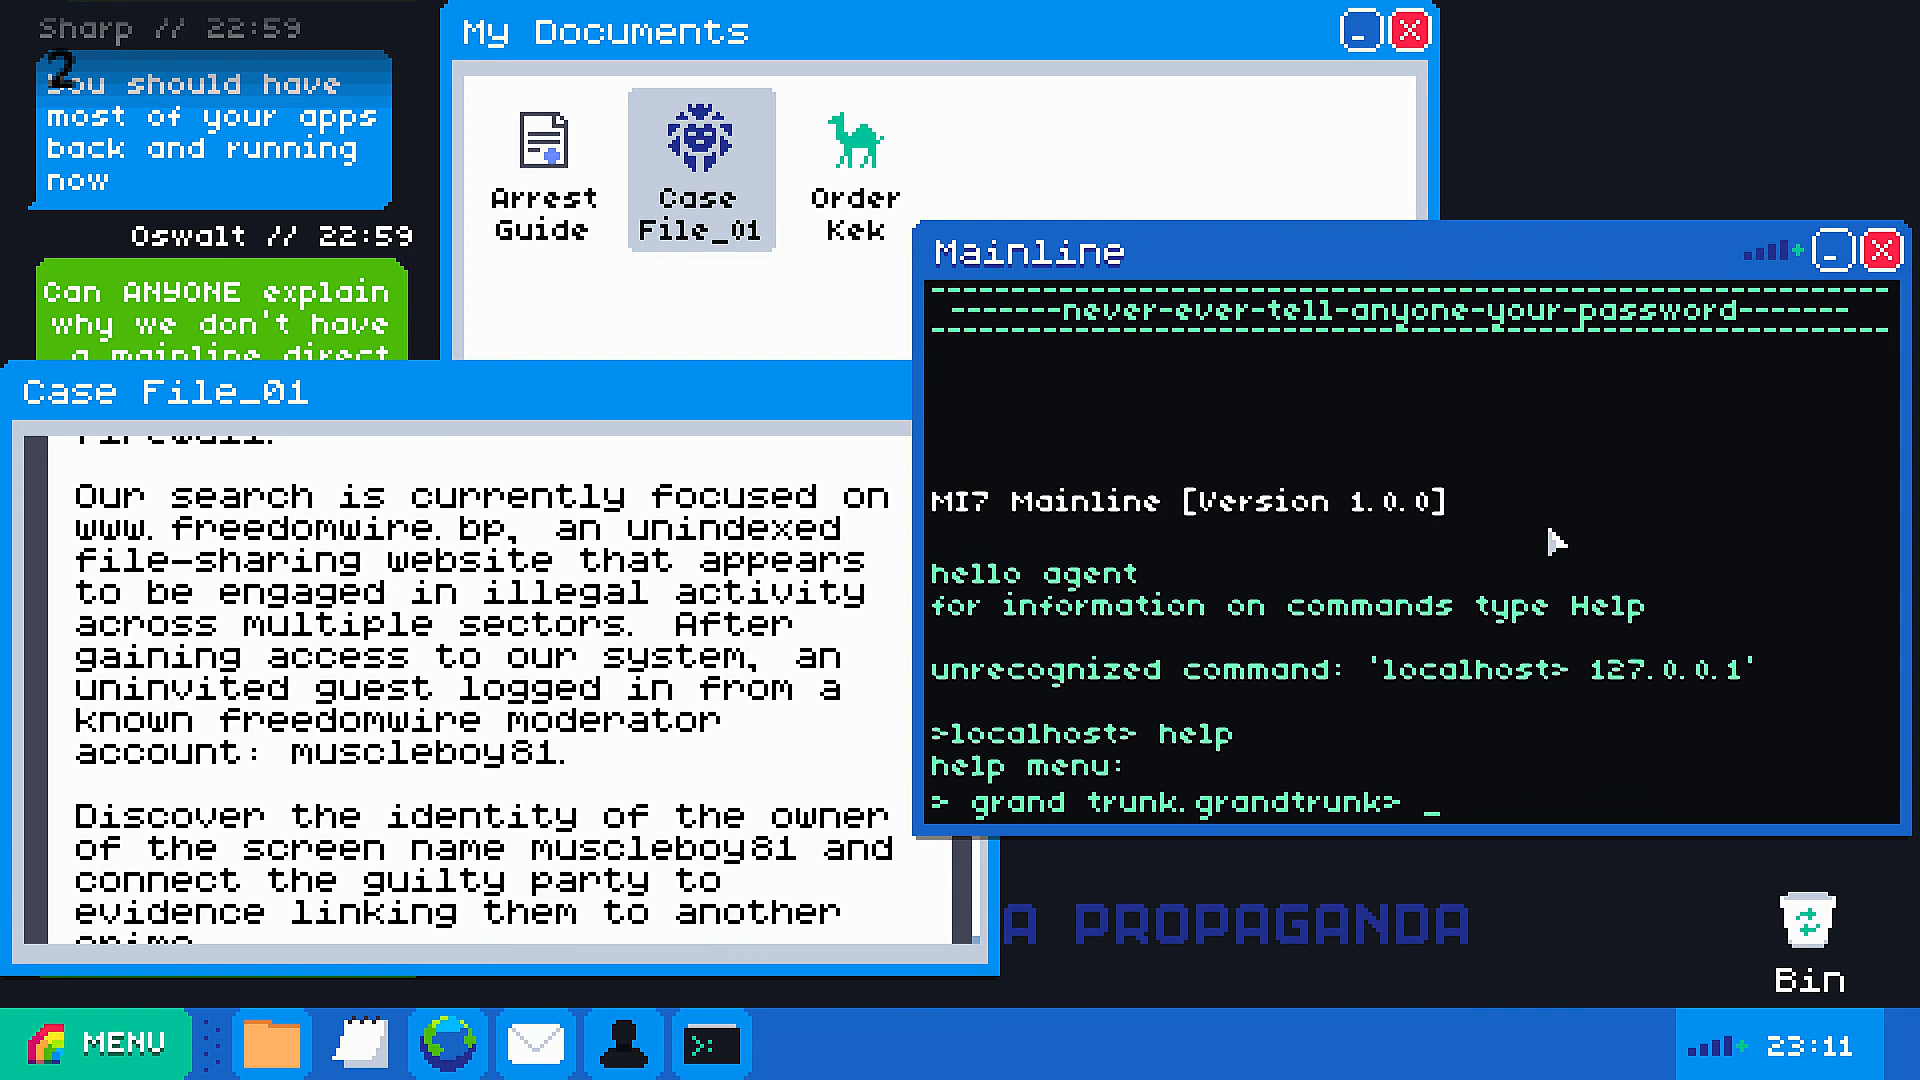 Sharp // 22:59
2
You should have
most of your apps
back and running
now
Oswalt // 22:59
Can ANYONE explain
why we don't have
a mainline direct
My Documents
Arrest
Guide
Case
File_01
Order
Kek
Case File_01
firewall.
Our search is currently focused on
www.freedomwire.bp, an unindexed
file-sharing website that appears
to be engaged in illegal activity
across multiple sectors. After
gaining access to our system, an
uninvited guest logged in from a
known freedomwire moderator
account: muscleboy81.
Discover the identity of the owner
of the screen name muscleboy81 and
connect the guilty party to
evidence linking them to another
crime
Mainline
-------never-ever-tell-anyone-your-password-------
MI7 Mainline [Version 1.0.0]
hello agent
for information on commands type Help
unrecognized command: 'localhost> 127.0.0.1'
>localhost> help
help menu:
> grand trunk.grandtrunk> _
A PROPAGANDA
Bin
MENU
23:11